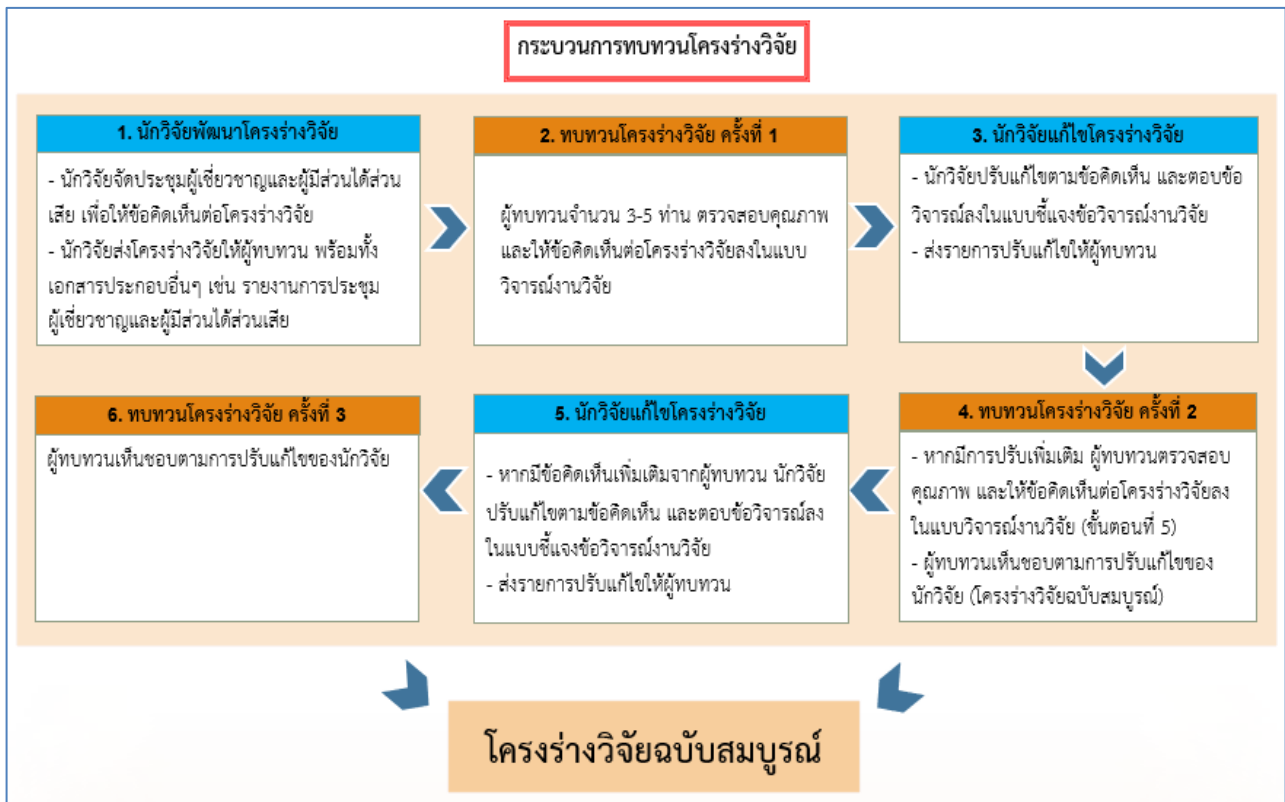 กระบวนการทบทวนโครงร่างวิจัย
1. นักวิจัยพัฒนาโครงร่างวิจัย
- นักวิจัยจัดประชุมผู้เชี่ยวชาญและผู้มีส่วนได้ส่วน
เสีย เพื่อให้ข้อคิดเห็นต่อโครงร่างวิจัย
- นักวิจัยส่งโครงร่างวิจัยให้ผู้ทบทวน พร้อมทั้ง
เอกสารประกอบอื่นๆ เช่น รายงานการประชุม
ผู้เชี่ยวชาญและผู้มีส่วนได้ส่วนเสีย
2. ทบทวนโครงร่างวิจัย ครั้งที่ 1
ผู้ทบทวนจำนวน 3-5 ท่าน ตรวจสอบคุณภาพ
และให้ข้อคิดเห็นต่อโครงร่างวิจัยลงในแบบ
วิจารณ์งานวิจัย
3. นักวิจัยแก้ไขโครงร่างวิจัย
- นักวิจัยปรับแก้ไขตามข้อคิดเห็น และตอบข้อ
วิจารณ์ลงในแบบชี้แจงข้อวิจารณ์งานวิจัย
- ส่งรายการปรับแก้ไขให้ผู้ทบทวน
4. ทบทวนโครงร่างวิจัย ครั้งที่ 2
- หากมีการปรับเพิ่มเติม ผู้ทบทวนตรวจสอบ
คุณภาพ และให้ข้อคิดเห็นต่อโครงร่างวิจัยลง
ในแบบวิจารณ์งานวิจัย (ขั้นตอนที่ 5)
- ผู้ทบทวนเห็นชอบตามการปรับแก้ไขของ
นักวิจัย (โครงร่างวิจัยฉบับสมบูรณ์)
5. นักวิจัยแก้ไขโครงร่างวิจัย
- หากมีข้อคิดเห็นเพิ่มเติมจากผู้ทบทวน นักวิจัย
ปรับแก้ไขตามข้อคิดเห็น และตอบข้อวิจารณ์ลง
ในแบบชี้แจงข้อวิจารณ์งานวิจัย
- ส่งรายการปรับแก้ไขให้ผู้ทบทวน
6. ทบทวนโครงร่างวิจัย ครั้งที่ 3
ผู้ทบทวนเห็นชอบตามการปรับแก้ไขของนักวิจัย
โครงร่างวิจัยฉบับสมบูรณ์